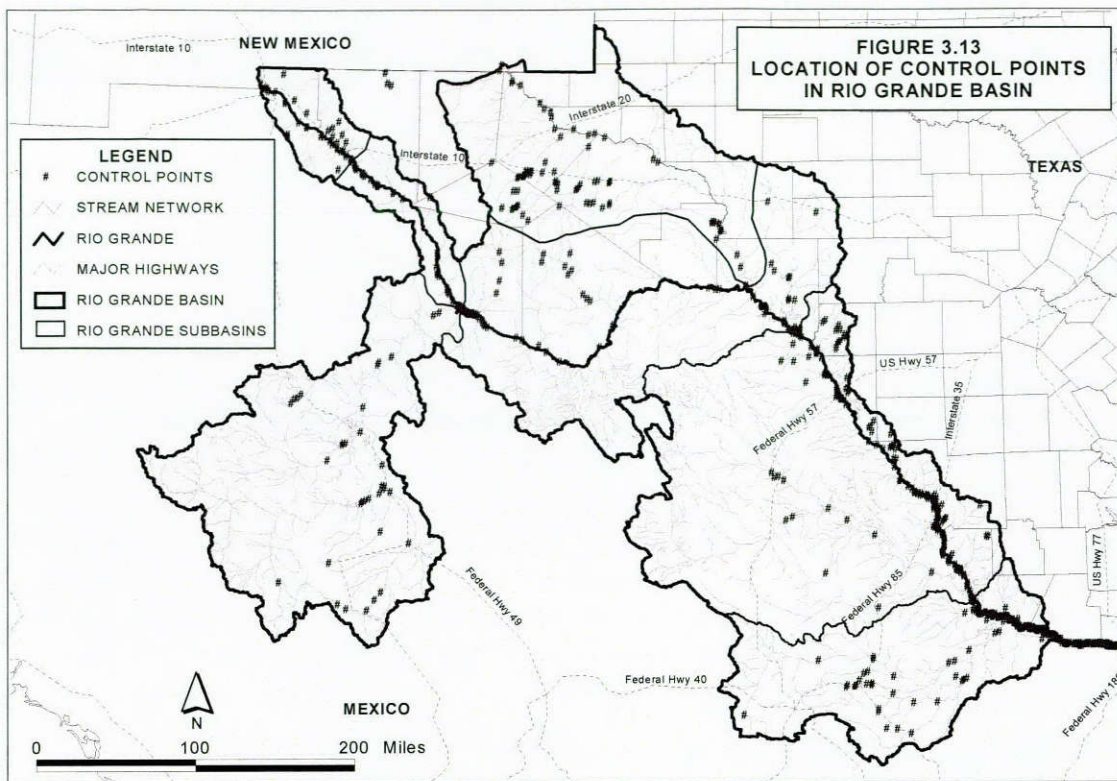 FIGURE 3.13
LOCATION OF CONTROL POINTS
IN RIO GRANDE BASIN
Interstate 10
NEW MEXICO
Interstate 20
Interstate 10
TEXAS
LEGEND
# CONTROL POINTS
STREAM NETWORK
RIO GRANDE
MAJOR HIGHWAYS
RIO GRANDE BASIN
RIO GRANDE SUBBASINS
US Hwy 57
Interstate 35
Federal Hwy 57
US Hwy 77
Federal Hwy 85
Federal Hwy 49
Federal Hwy 40
N
MEXICO
0 100 200 Miles